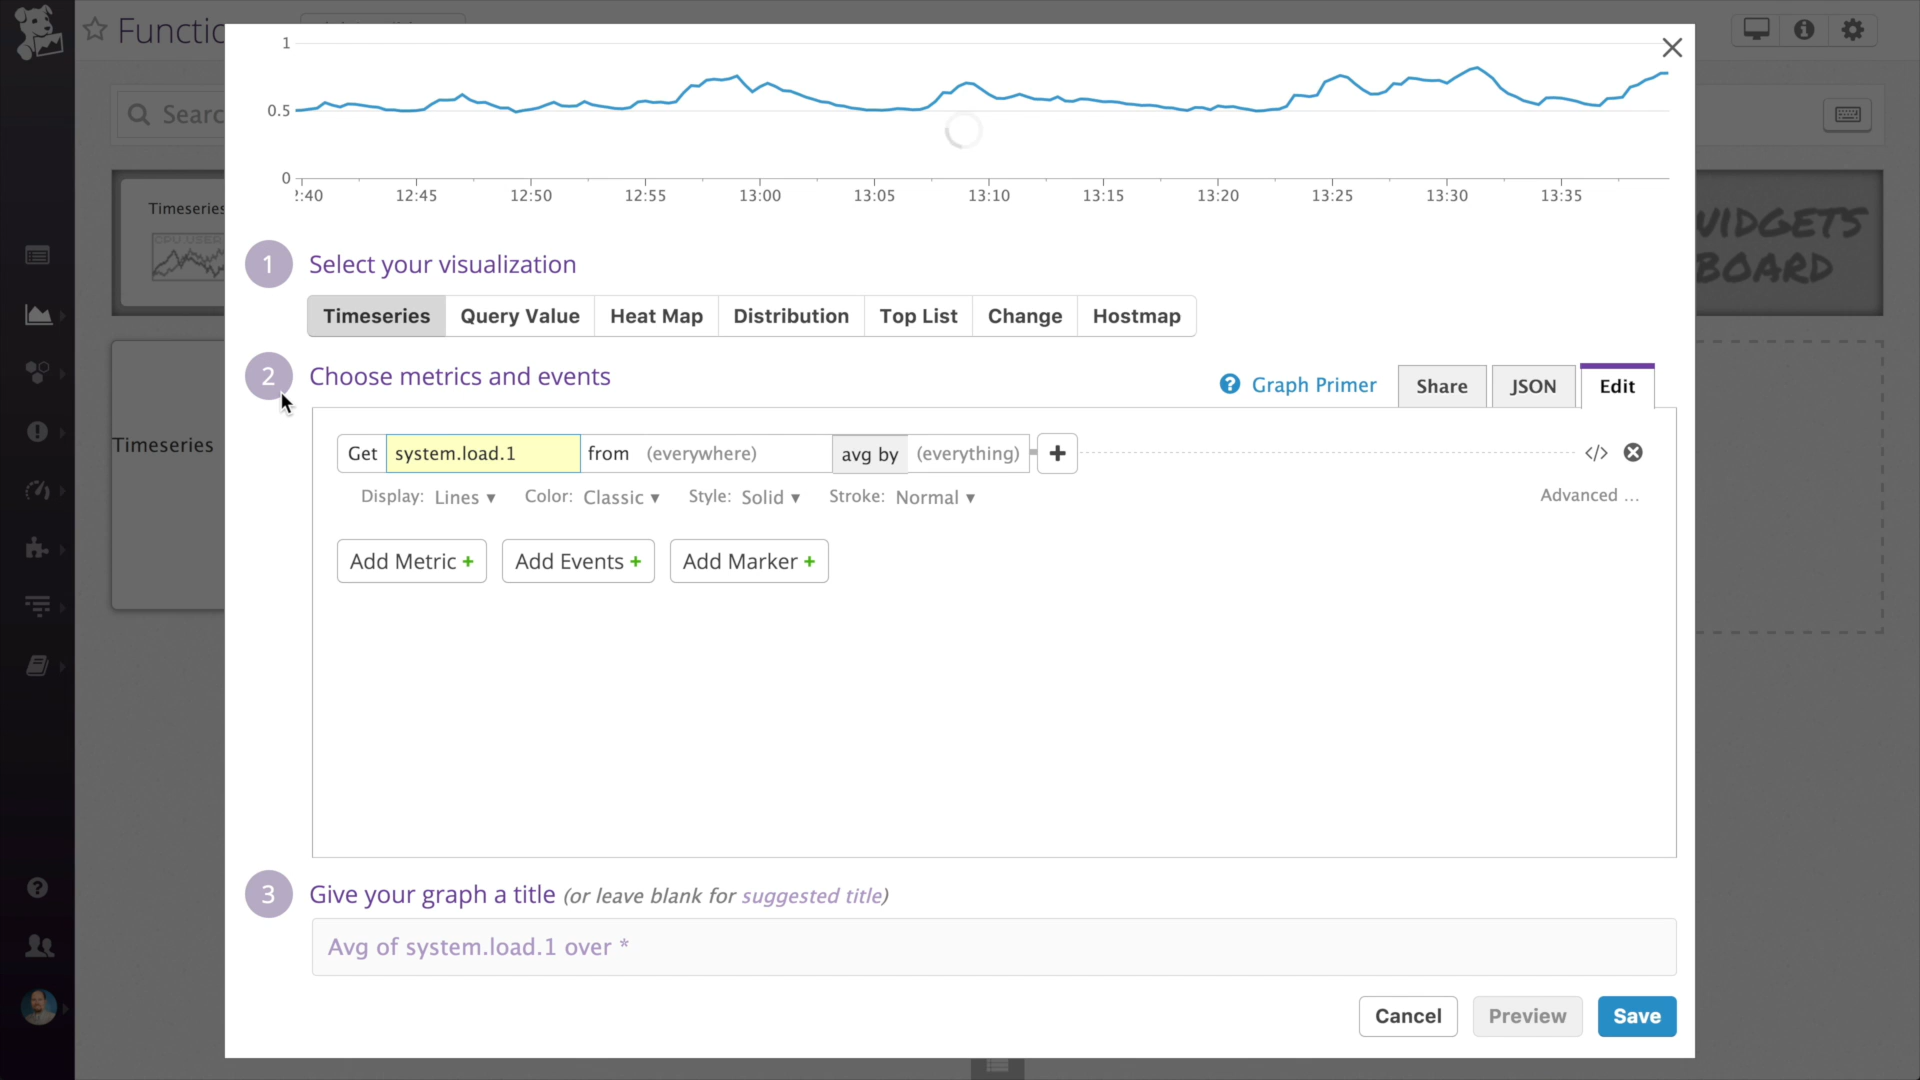 Functio
Search
Timeseries
CPU USER
Timeseries
WIDGETS
BOARD
1
0.5
0
:40 12:45 12:50 12:55 13:00 13:05 13:10 13:15 13:20 13:25 13:30 13:35
1 Select your visualization
Timeseries Query Value Heat Map Distribution Top List Change Hostmap
2 Choose metrics and events
? Graph Primer Share JSON Edit
Get system.load.1 from (everywhere) avg by (everything) + </>
Display: Lines ▾ Color: Classic ▾ Style: Solid ▾ Stroke: Normal ▾ Advanced ...
Add Metric + Add Events + Add Marker +
3 Give your graph a title (or leave blank for suggested title)
Avg of system.load.1 over *
Cancel Preview Save